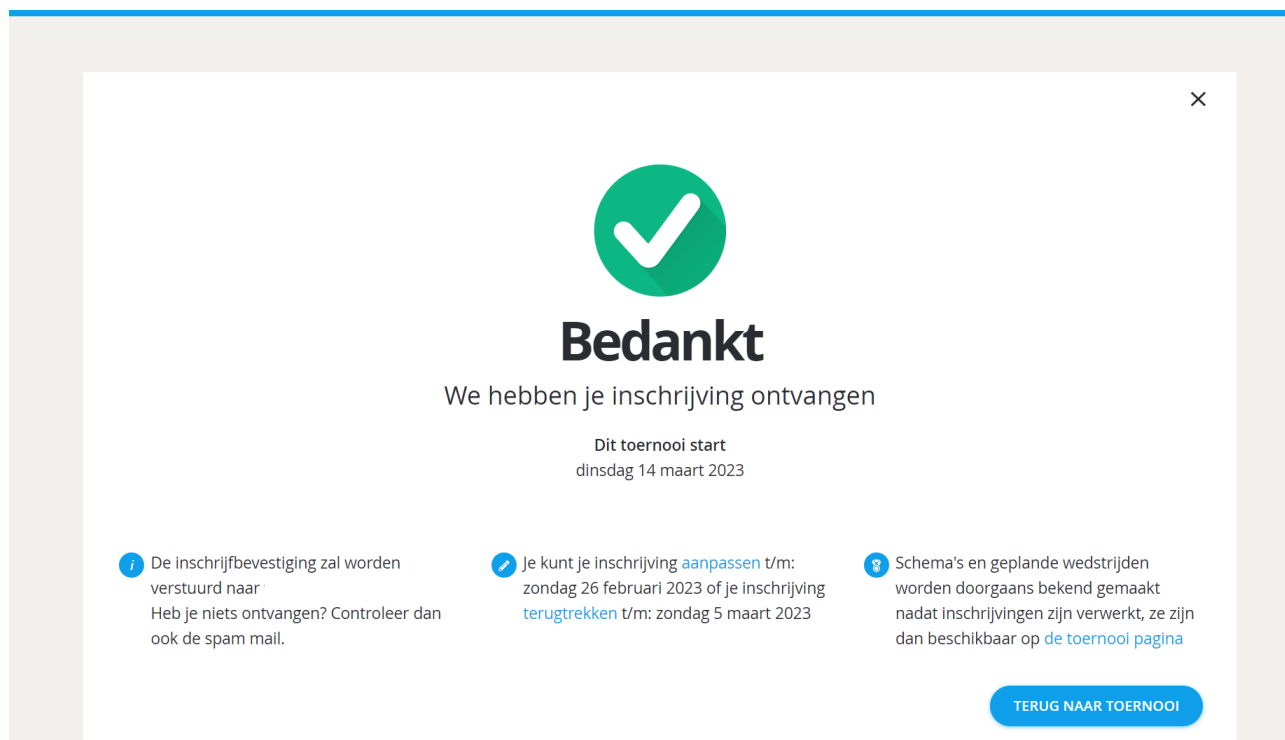 Bedankt
We hebben je inschrijving ontvangen
Dit toernooi start
dinsdag 14 maart 2023
De inschrijfbevestiging zal worden
verstuurd naar
Heb je niets ontvangen? Controleer dan
ook de spam mail.
Je kunt je inschrijving aanpassen t/m:
zondag 26 februari 2023 of je inschrijving
terugtrekken t/m: zondag 5 maart 2023
Schema's en geplande wedstrijden
worden doorgaans bekend gemaakt
nadat inschrijvingen zijn verwerkt, ze zijn
dan beschikbaar op de toernooi pagina
TERUG NAAR TOERNOOI